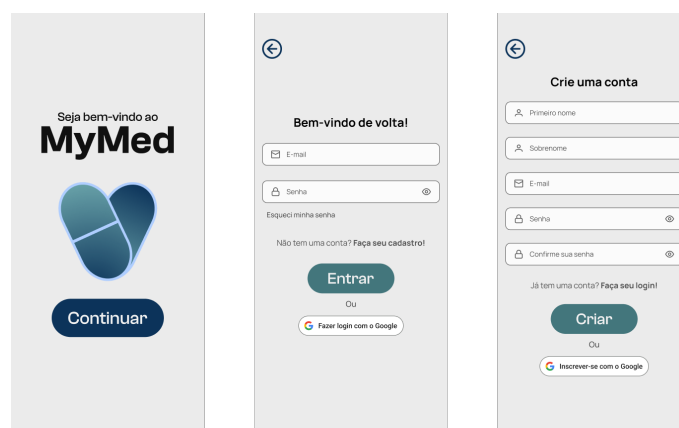 Seja bem-vindo ao
MyMed
Continuar
Bem-vindo de volta!
E-mail
Senha
Esqueci minha senha
Não tem uma conta? Faça seu cadastro!
Entrar
Ou
Fazer login com o Google
Crie uma conta
Primeiro nome
Sobrenome
E-mail
Senha
Confirme sua senha
Já tem uma conta? Faça seu login!
Criar
Ou
Inscrever-se com o Google